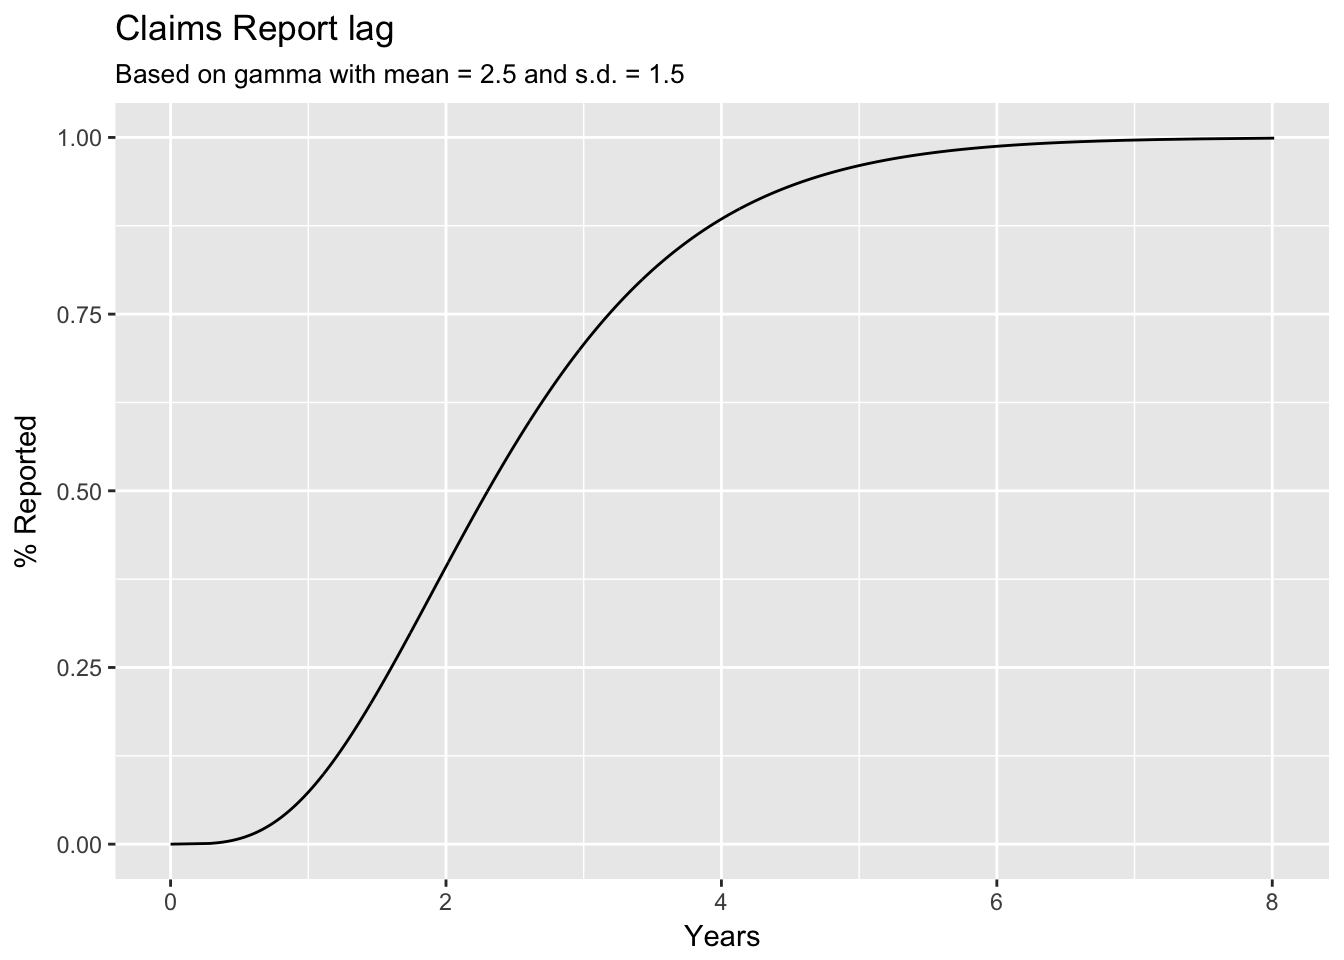 Claims Report lag
Based on gamma with mean = 2.5 and s.d. = 1.5
1.00
0.75
0.50
0.25
0.00
% Reported
0 2 4 6 8
Years